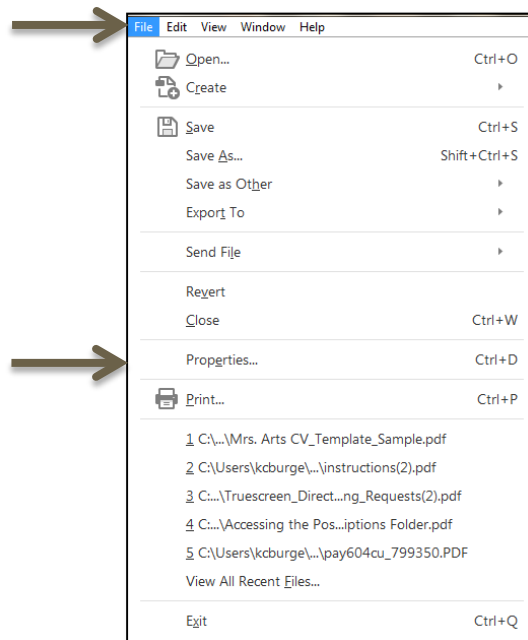 File Edit View Window Help
Open... Ctrl+O
Create
Save Ctrl+S
Save As... Shift+Ctrl+S
Save as Other
Export To
Send File
Revert
Close Ctrl+W
Properties... Ctrl+D
Print... Ctrl+P
1 C:\...\Mrs. Arts CV_Template_Sample.pdf
2 C:\Users\kcburge\...\instructions(2).pdf
3 C:...\Truescreen_Direct...ng_Requests(2).pdf
4 C:...\Accessing the Pos...iptions Folder.pdf
5 C:\Users\kcburge\...\pay604cu_799350.PDF
View All Recent Files...
Exit Ctrl+Q